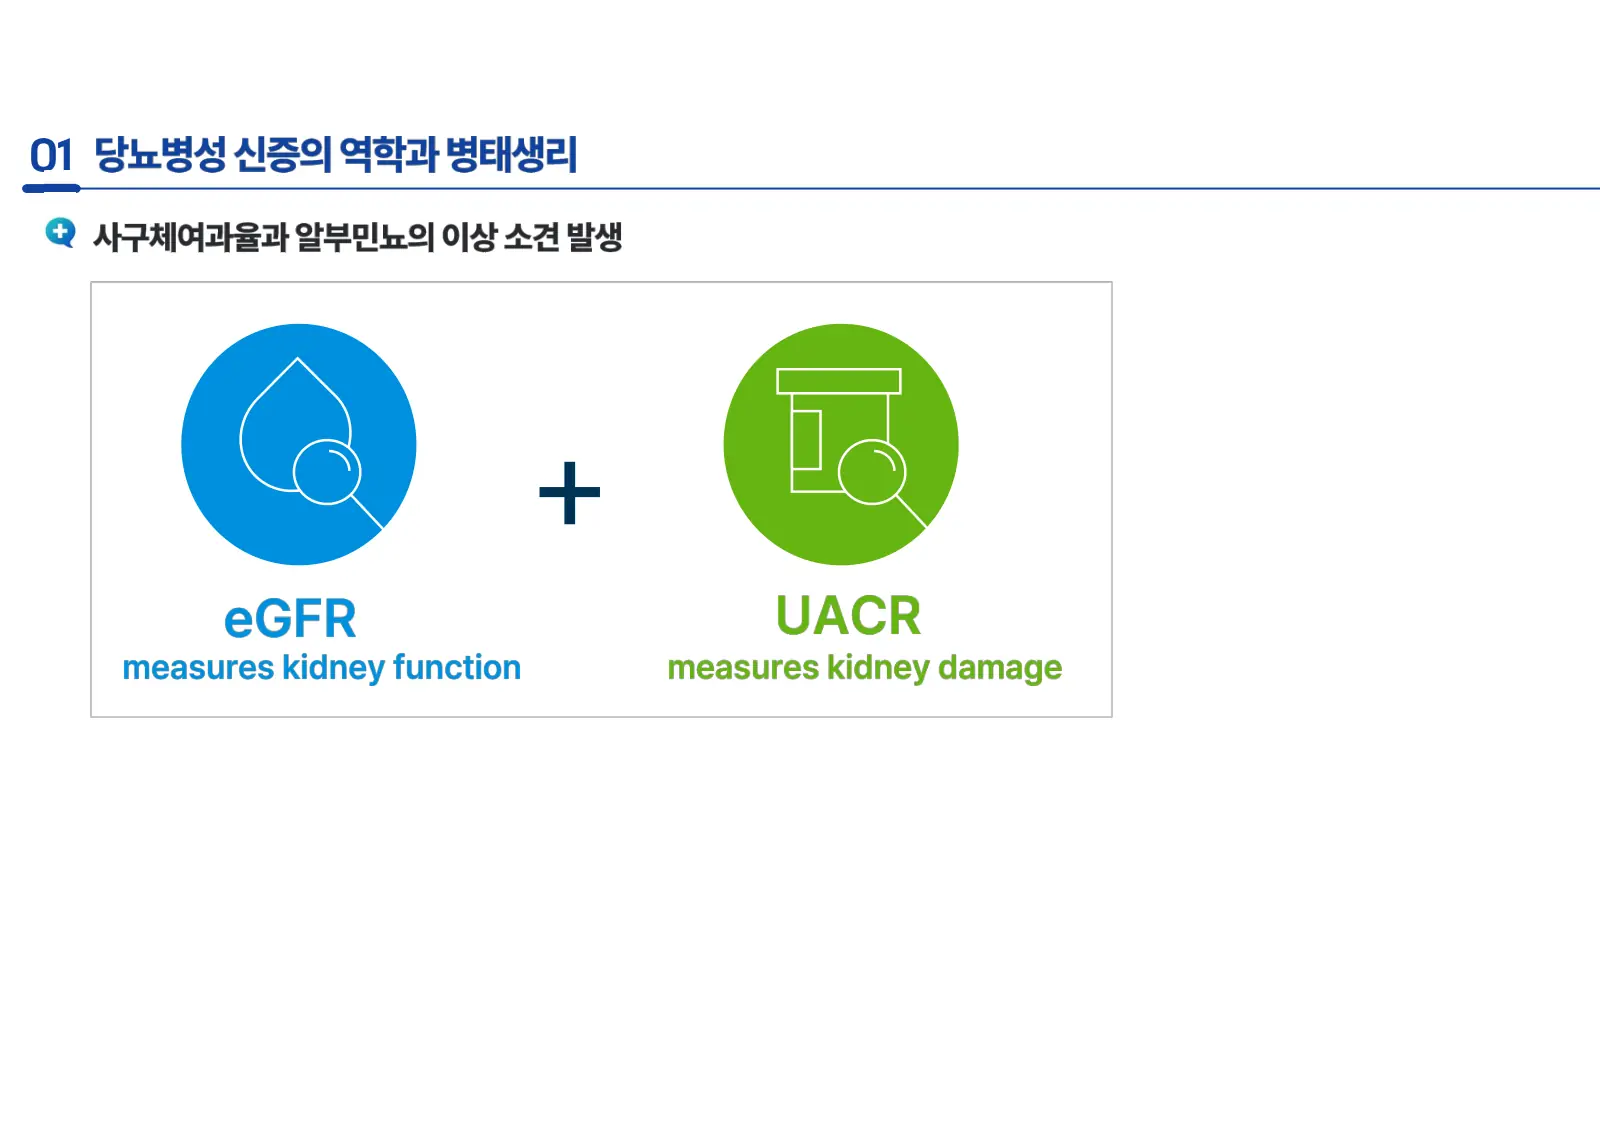 01 당뇨병성 신증의 역학과 병태생리
사구체여과율과 알부민뇨의 이상 소견 발생
eGFR
measures kidney function
UACR
measures kidney damage